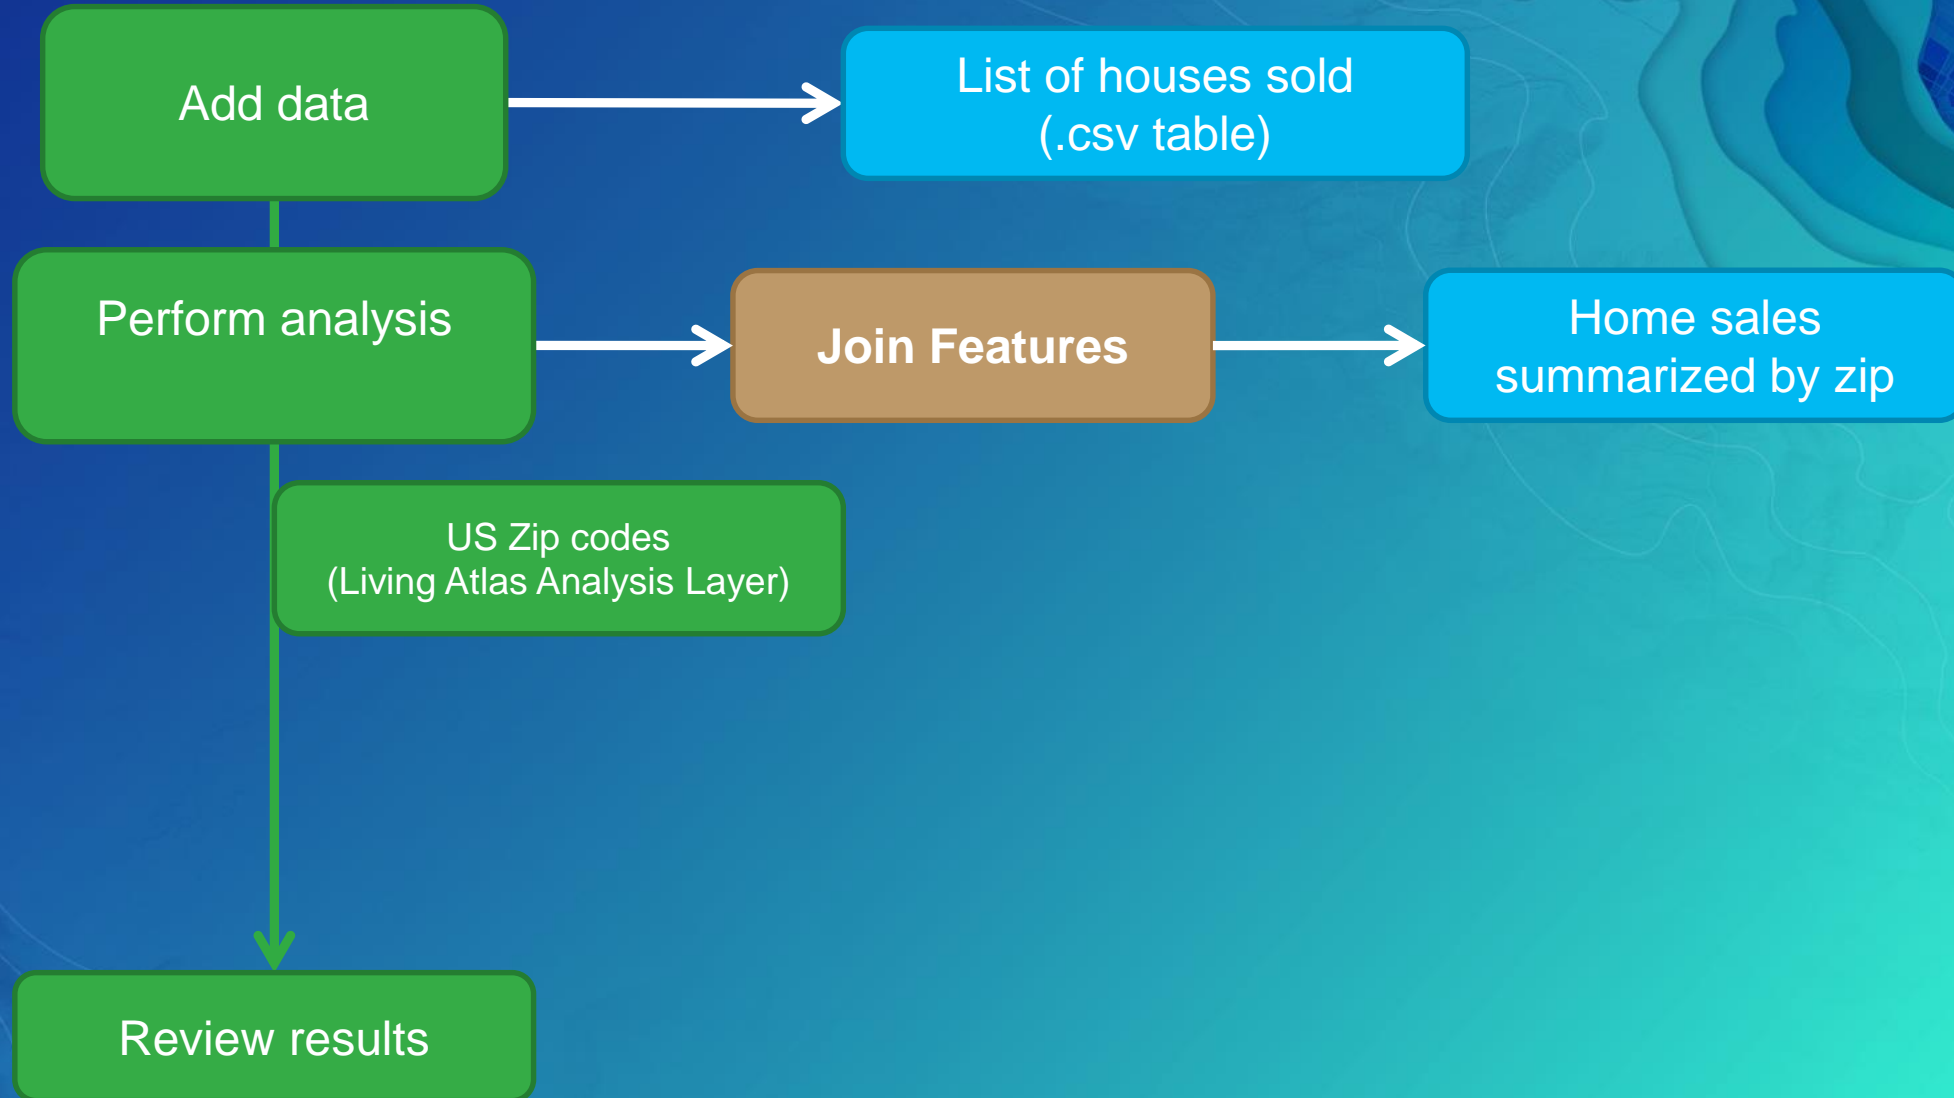 Add data
List of houses sold
(.csv table)
Perform analysis
Join Features
Home sales
summarized by zip
US Zip codes
(Living Atlas Analysis Layer)
Review results